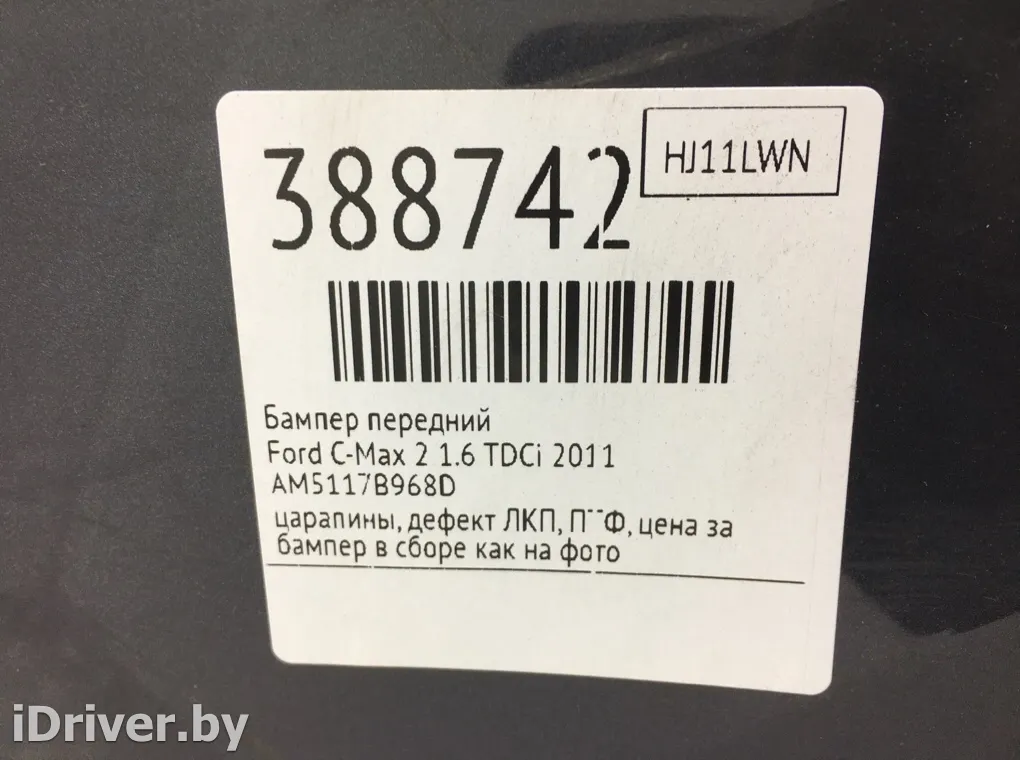 388742
HJ11LWN
Бампер передний
Ford C-Max 2 1.6 TDCi 2011
AM5117B968D
царапины, дефект ЛКП, цена за
бампер в сборе как на фото
iDriver.by